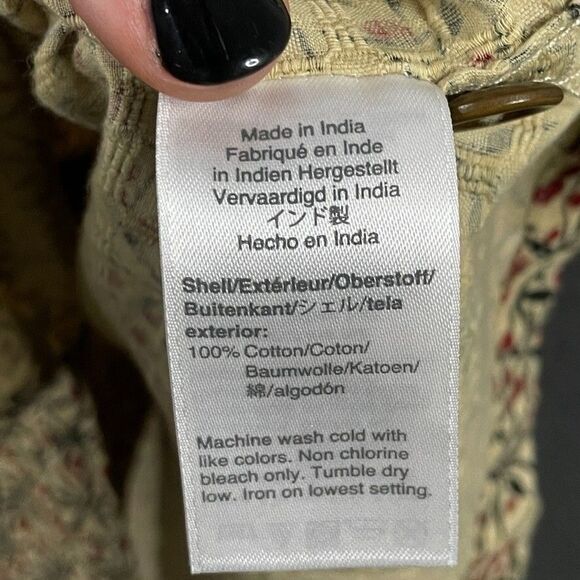 Made in India
Fabriqué en Inde
in Indien Hergestellt
Vervaardigd in India
インド製
Hecho en India
Shell/Extérieur/Oberstoff/
Buitenkant/シェル/tela
exterior:
100% Cotton/Coton/
Baumwolle/Katoen/
綿/algodón
Machine wash cold with
like colors. Non chlorine
bleach only. Tumble dry
low. Iron on lowest setting.